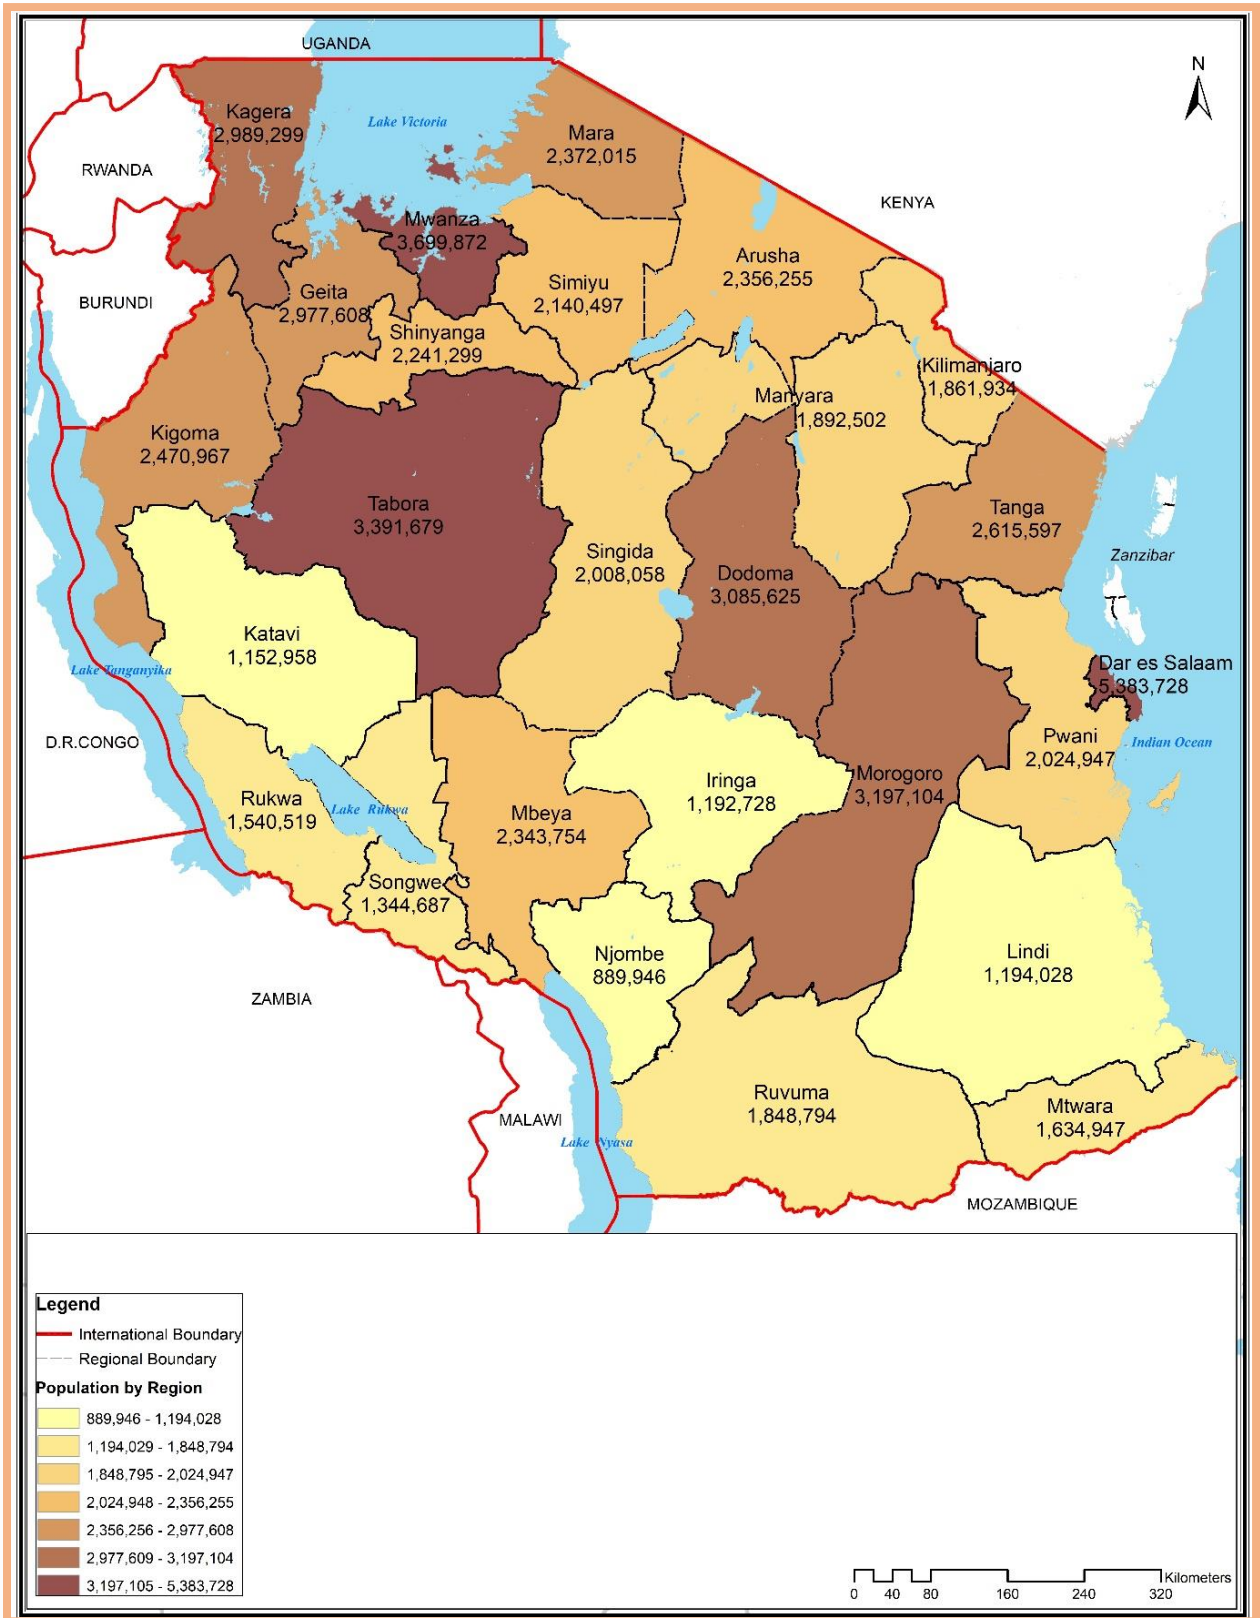 UGANDA
N
Kagera
2,989,299
Lake Victoria
Mara
2,372,015
RWANDA
KENYA
Mwanza
3,699,872
Arusha
2,356,255
Simiyu
2,140,497
Geita
2,977,608
BURUNDI
Shinyanga
2,241,299
Kilimanjaro
1,861,934
Manyara
1,892,502
Kigoma
2,470,967
Tabora
3,391,679
Tanga
2,615,597
Singida
2,008,058
Zanzibar
Dodoma
3,085,625
Katavi
1,152,958
Lake Tanganyika
Dar es Salaam
5,383,728
D.R.CONGO
Pwani
2,024,947
Indian Ocean
Iringa
1,192,728
Morogoro
3,197,104
Rukwa
1,540,519
Lake Rukwa
Mbeya
2,343,754
Songwe
1,344,687
Njombe
889,946
Lindi
1,194,028
ZAMBIA
Ruvuma
1,848,794
Mtwara
1,634,947
MALAWI
Lake Nyasa
MOZAMBIQUE
Legend
International Boundary
Regional Boundary
Population by Region
889,946 - 1,194,028
1,194,029 - 1,848,794
1,848,795 - 2,024,947
2,024,948 - 2,356,255
2,356,256 - 2,977,608
2,977,609 - 3,197,104
3,197,105 - 5,383,728
Kilometers
0 40 80 160 240 320